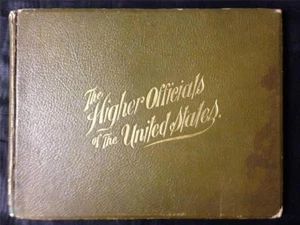 The
Higher Officials
of The United States.